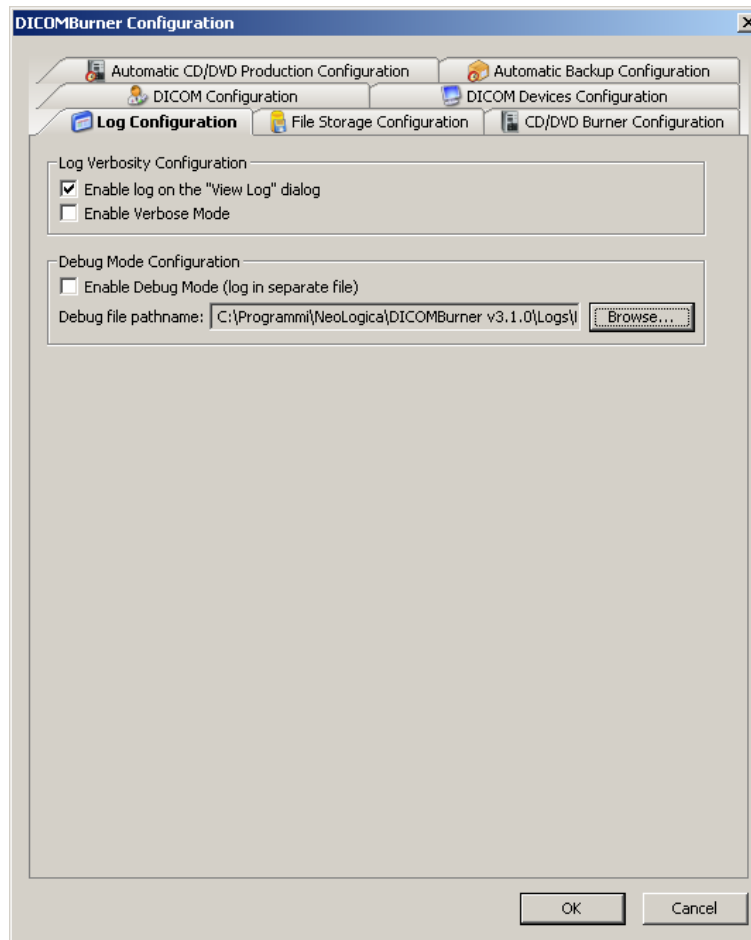 DICOMBurner Configuration
Automatic CD/DVD Production Configuration
Automatic Backup Configuration
DICOM Configuration
DICOM Devices Configuration
Log Configuration
File Storage Configuration
CD/DVD Burner Configuration
Log Verbosity Configuration
Enable log on the "View Log" dialog
Enable Verbose Mode
Debug Mode Configuration
Enable Debug Mode (log in separate file)
Debug file pathname: C:\Programmi\NeoLogica\DICOMBurner v3.1.0\Logs\ Browse...
OK Cancel